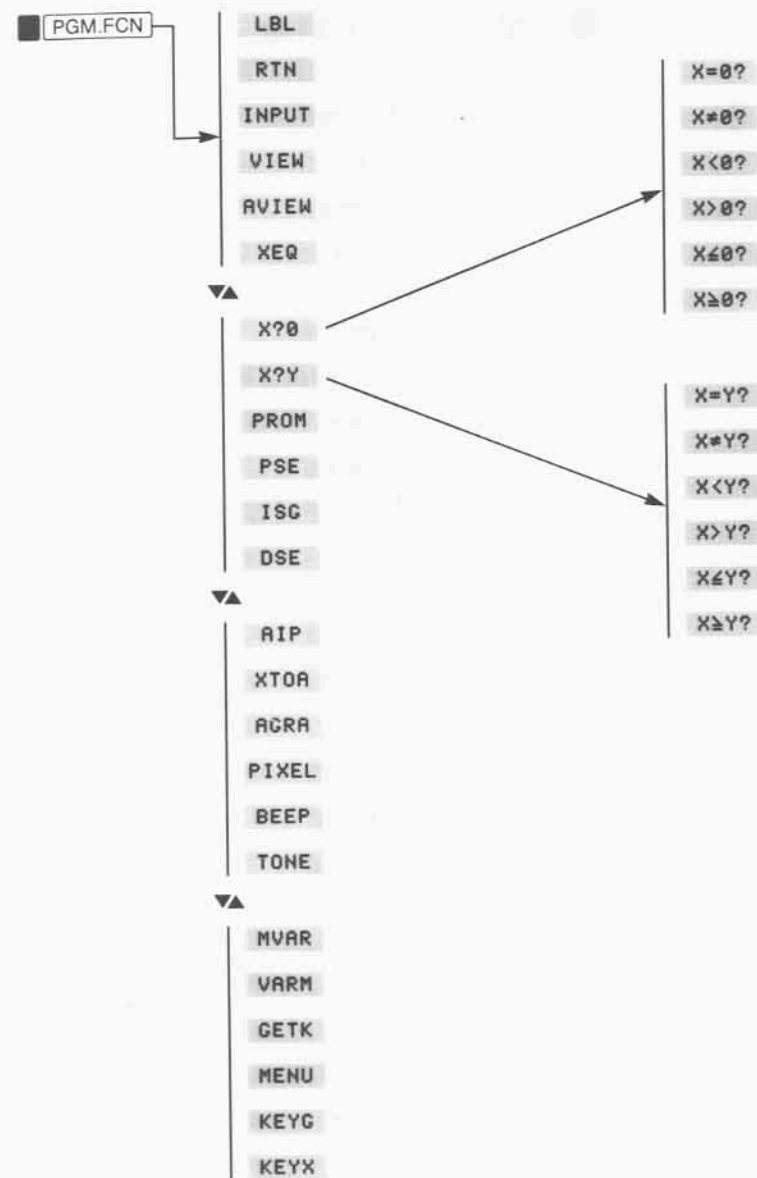 PGM.FCN
LBL
RTN
INPUT
VIEW
AVIEW
XEQ
X?0
X?Y
PROM
PSE
ISG
DSE
AIP
XTOA
AGRA
PIXEL
BEEP
TONE
MVAR
VARM
GETK
MENU
KEYG
KEYX
X=0?
X≠0?
X<0?
X>0?
X≤0?
X≥0?
X=Y?
X≠Y?
X<Y?
X>Y?
X≤Y?
X≥Y?